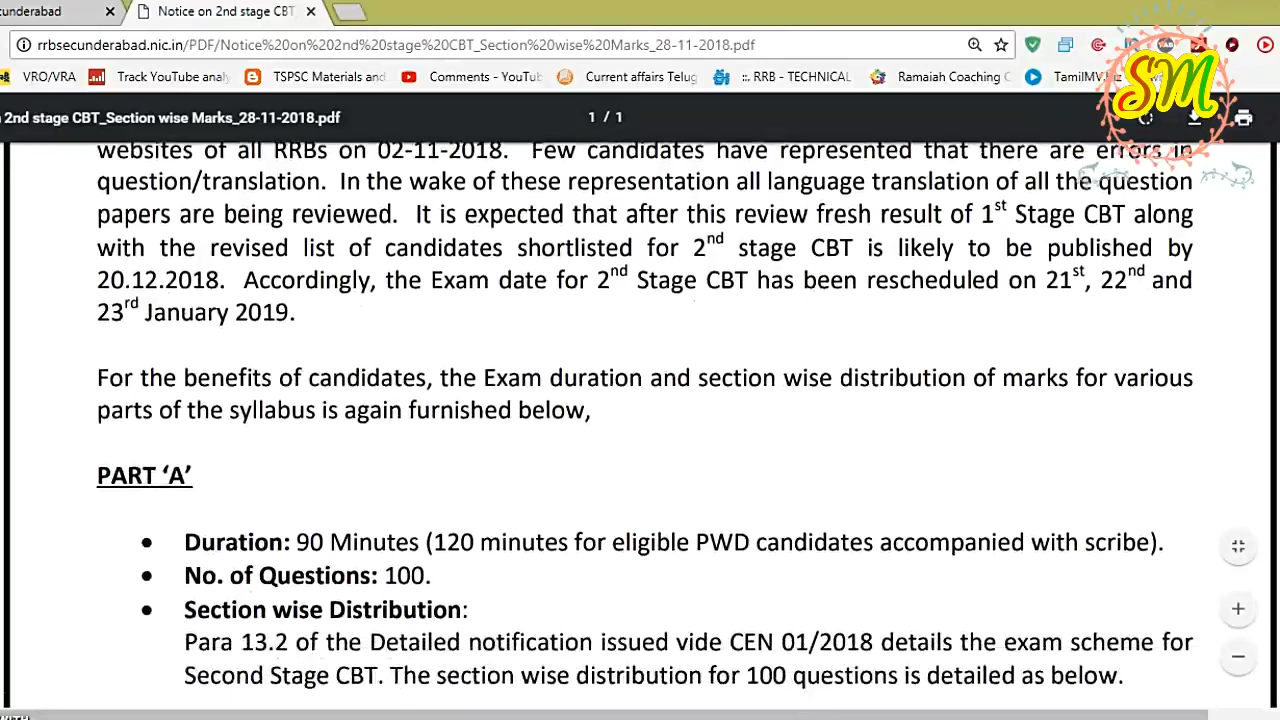 cunderabad
Notice on 2nd stage CBT
rrbsecunderabad.nic.in/PDF/Notice%20on%202nd%20stage%20CBT_Section%20wise%20Marks_28-11-2018.pdf
VRO/VRA Track YouTube anal TSPSC Materials and Comments - YouTub Current affairs Telug ::. RRB - TECHNICAL Ramaiah Coaching C TamilMV.
SM
2nd stage CBT_Section wise Marks_28-11-2018.pdf
1 / 1
websites of all RRBs on 02-11-2018. Few candidates have represented that there are errors in
question/translation. In the wake of these representation all language translation of all the question
papers are being reviewed. It is expected that after this review fresh result of 1st Stage CBT along
with the revised list of candidates shortlisted for 2nd stage CBT is likely to be published by
20.12.2018. Accordingly, the Exam date for 2nd Stage CBT has been rescheduled on 21st, 22nd and
23rd January 2019.
For the benefits of candidates, the Exam duration and section wise distribution of marks for various
parts of the syllabus is again furnished below,
PART ‘A’
• Duration: 90 Minutes (120 minutes for eligible PWD candidates accompanied with scribe).
• No. of Questions: 100.
• Section wise Distribution:
Para 13.2 of the Detailed notification issued vide CEN 01/2018 details the exam scheme for
Second Stage CBT. The section wise distribution for 100 questions is detailed as below.